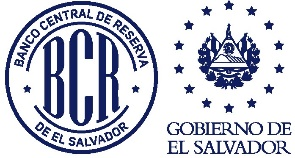 BANCO CENTRAL DE RESERVA
BCR
DE EL SALVADOR
GOBIERNO DE
EL SALVADOR